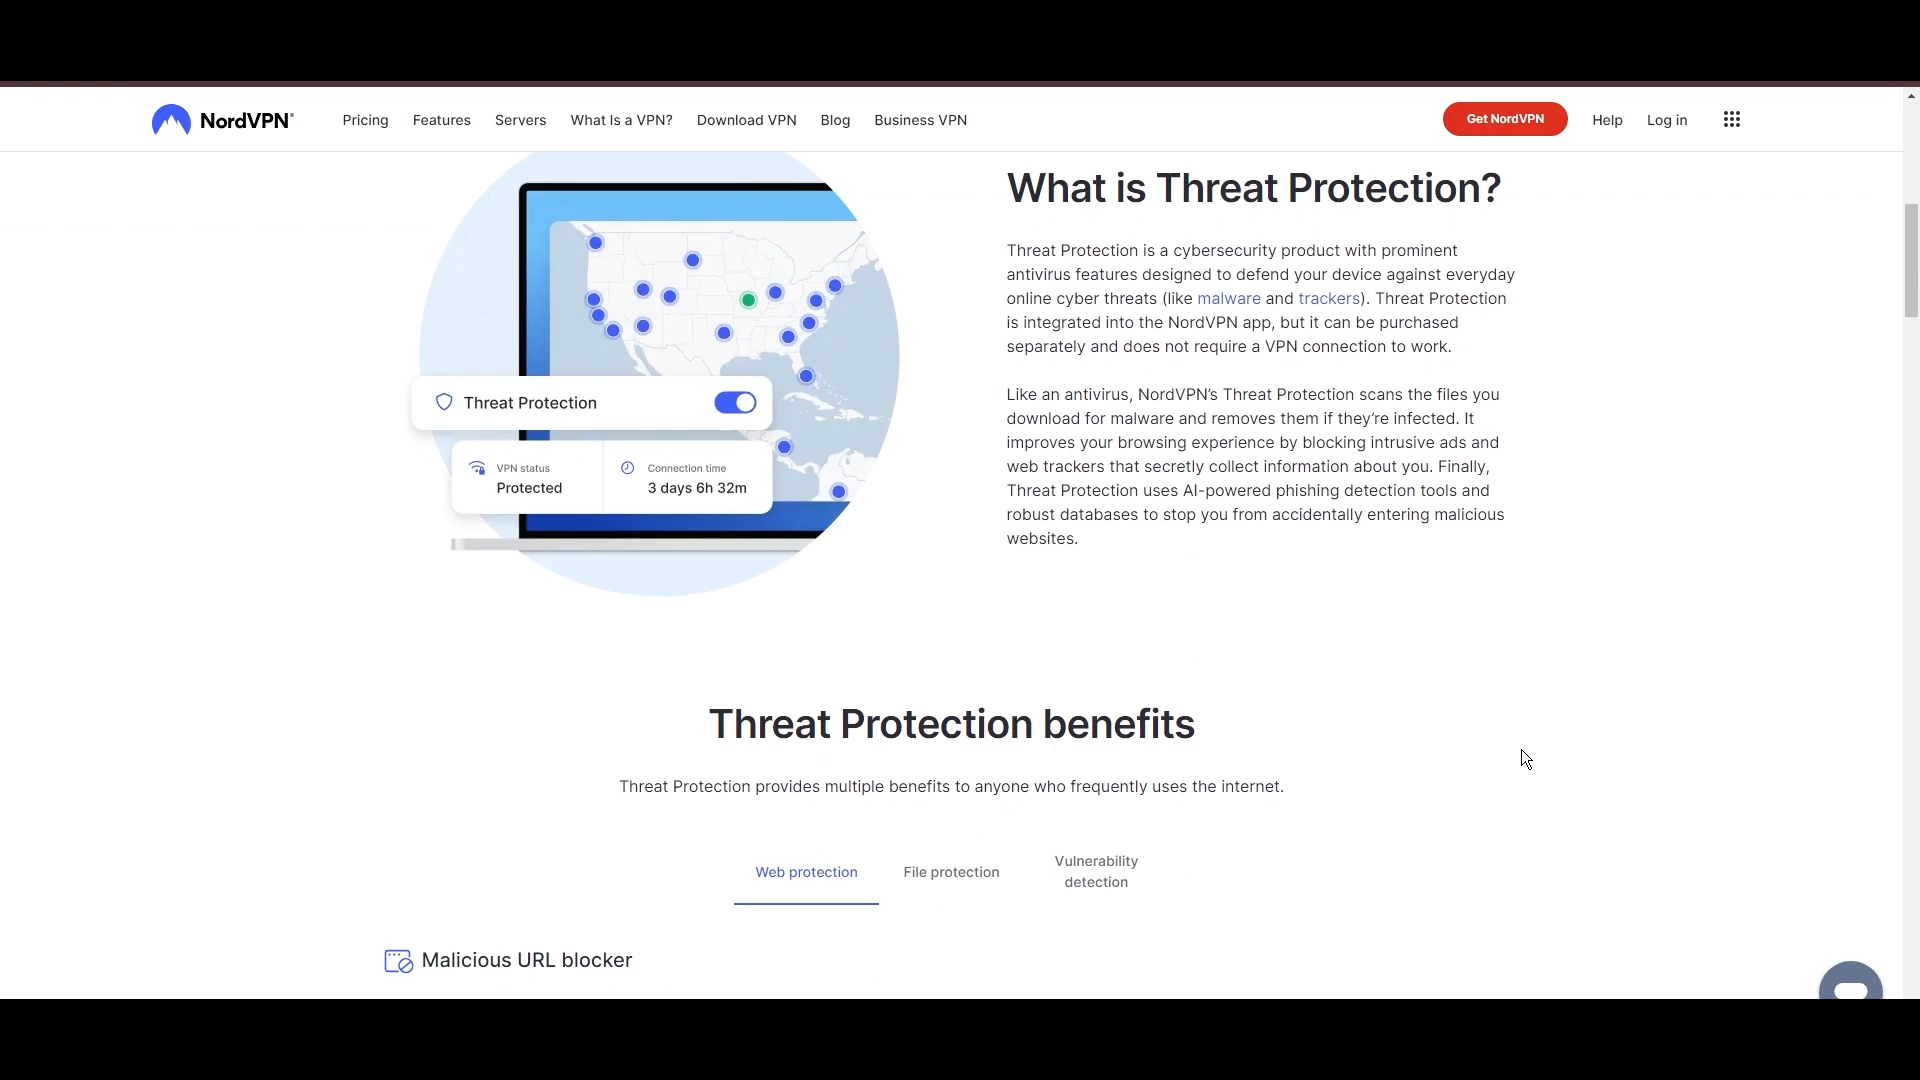 NordVPN®
Pricing
Features
Servers
What Is a VPN?
Download VPN
Blog
Business VPN
Get NordVPN
Help
Log in
Threat Protection
VPN status
Protected
Connection time
3 days 6h 32m
What is Threat Protection?
Threat Protection is a cybersecurity product with prominent
antivirus features designed to defend your device against everyday
online cyber threats (like malware and trackers). Threat Protection
is integrated into the NordVPN app, but it can be purchased
separately and does not require a VPN connection to work.
Like an antivirus, NordVPN’s Threat Protection scans the files you
download for malware and removes them if they’re infected. It
improves your browsing experience by blocking intrusive ads and
web trackers that secretly collect information about you. Finally,
Threat Protection uses AI-powered phishing detection tools and
robust databases to stop you from accidentally entering malicious
websites.
Threat Protection benefits
Threat Protection provides multiple benefits to anyone who frequently uses the internet.
Web protection
File protection
Vulnerability
detection
Malicious URL blocker